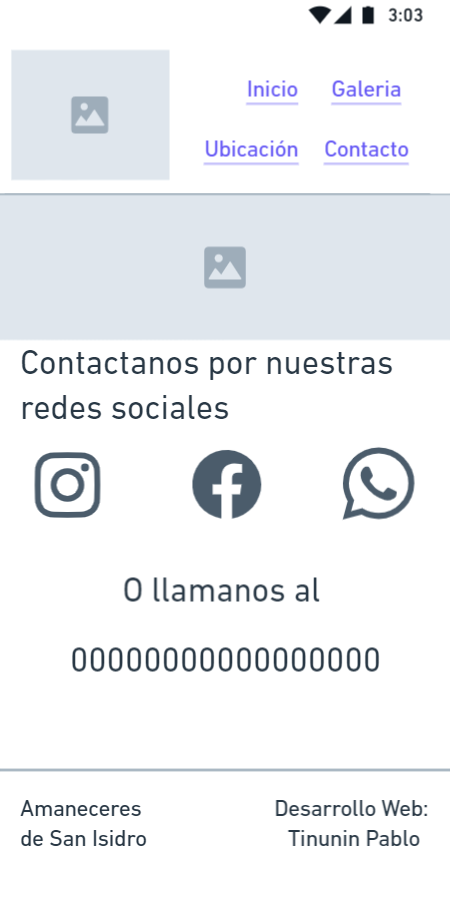 3:03
Inicio Galeria
Ubicación Contacto
Contactanos por nuestras
redes sociales
O llamanos al
00000000000000000
Amaneceres
de San Isidro
Desarrollo Web:
Tinunin Pablo